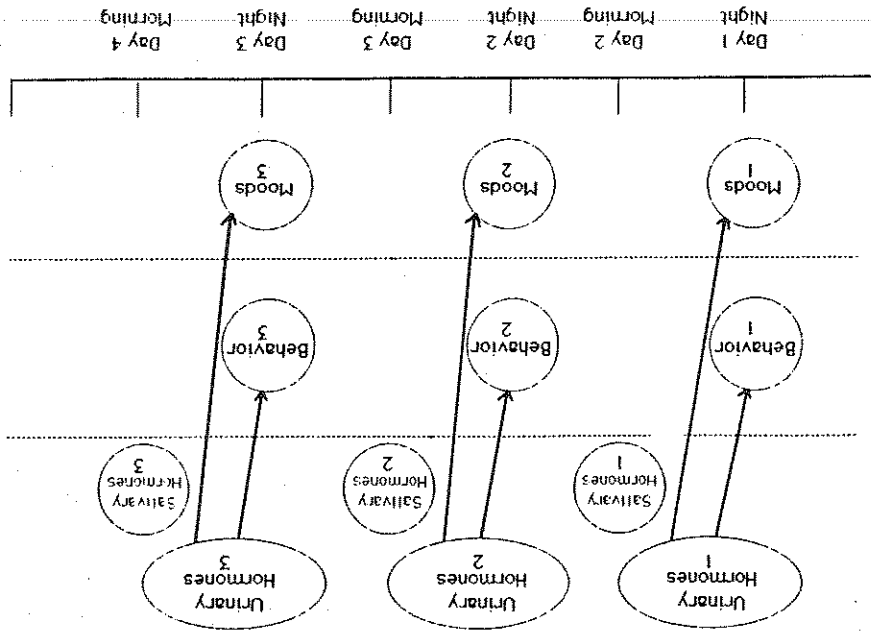 Urinary
Hormones
1
Urinary
Hormones
2
Urinary
Hormones
3
Salivary
Hormones
1
Salivary
Hormones
2
Salivary
Hormones
3
Behavior
1
Behavior
2
Behavior
3
Moods
1
Moods
2
Moods
3
Day 1
Night
Day 2
Morning
Day 2
Night
Day 3
Morning
Day 3
Night
Day 4
Morning